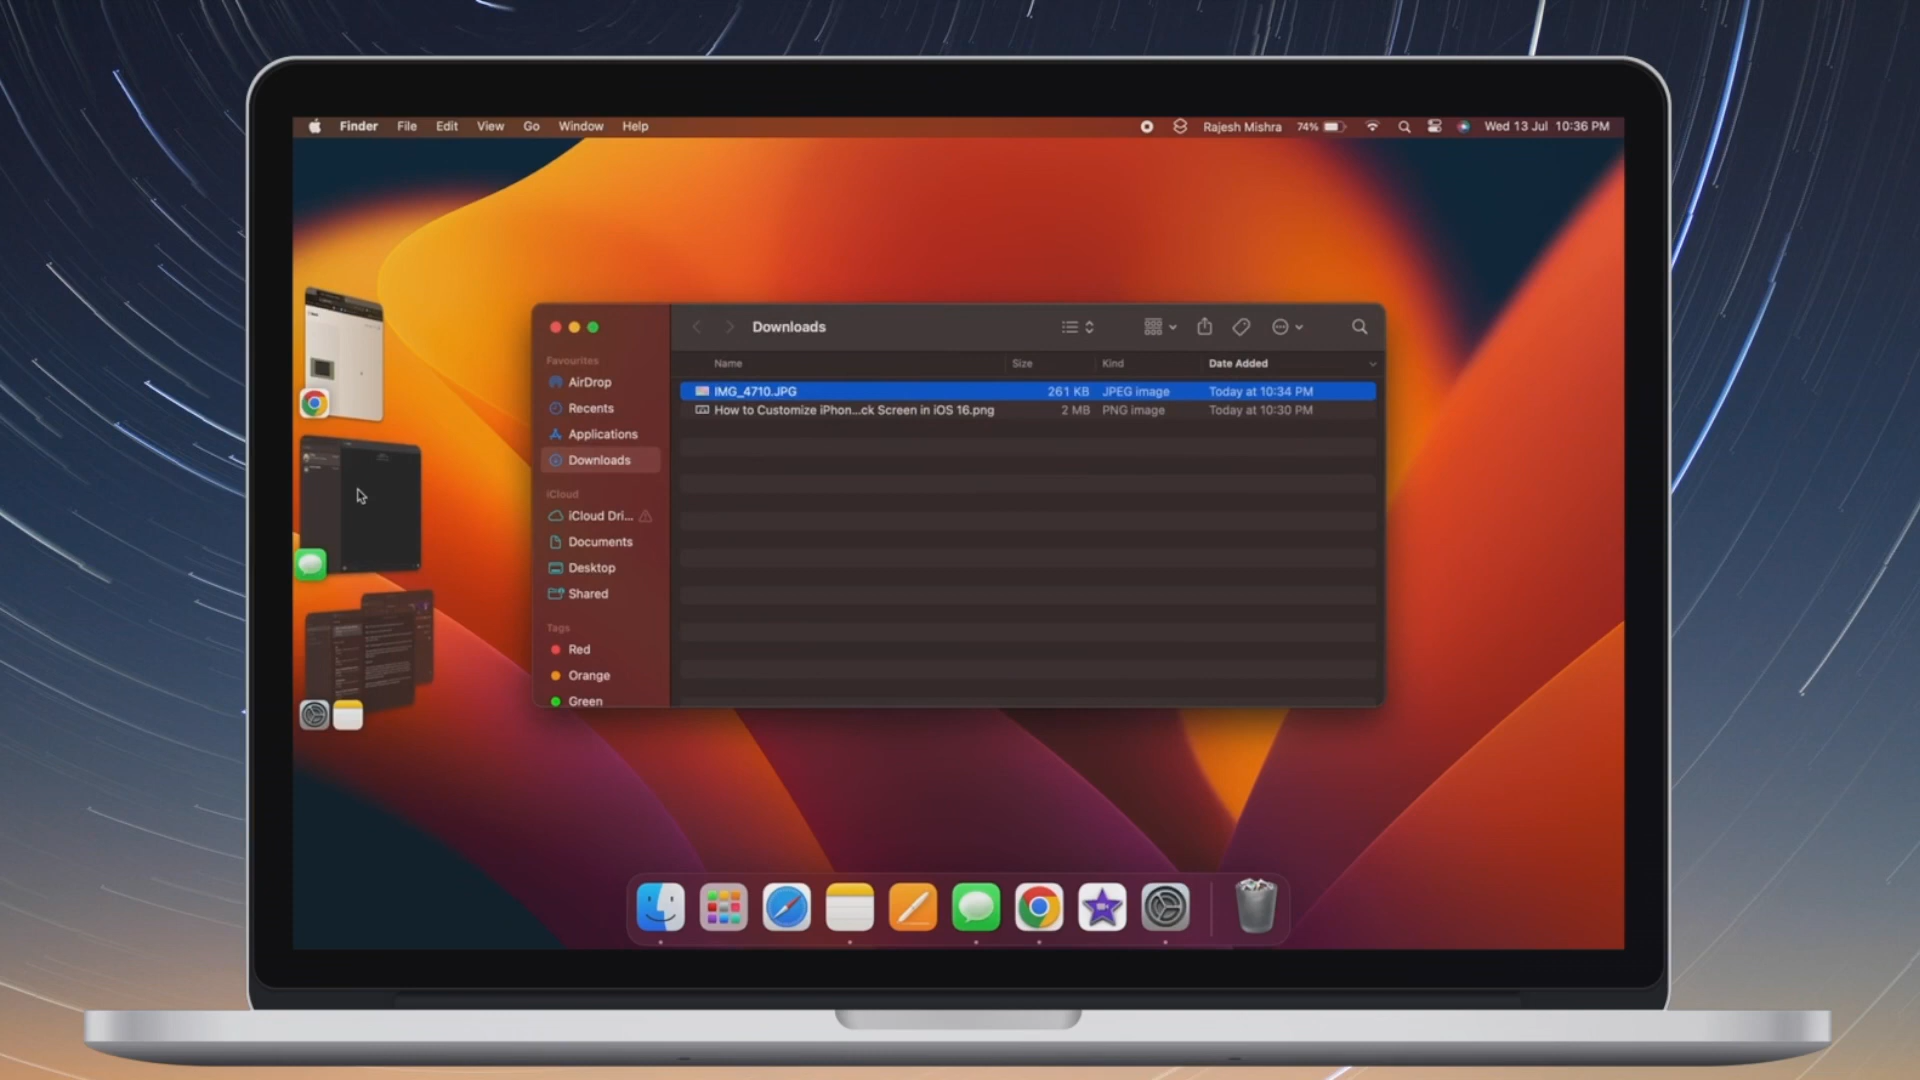 Finder File Edit View Go Window Help Rajesh Mishra 74% Wed 13 Jul 10:36 PM
Downloads
Favourites
AirDrop
Recents
Applications
Downloads
iCloud
iCloud Dri...
Documents
Desktop
Shared
Tags
Red
Orange
Green
Name Size Kind Date Added
IMG_4710.JPG 261 KB JPEG image Today at 10:34 PM
How to Customize iPhon...ck Screen in iOS 16.png 2 MB PNG image Today at 10:30 PM